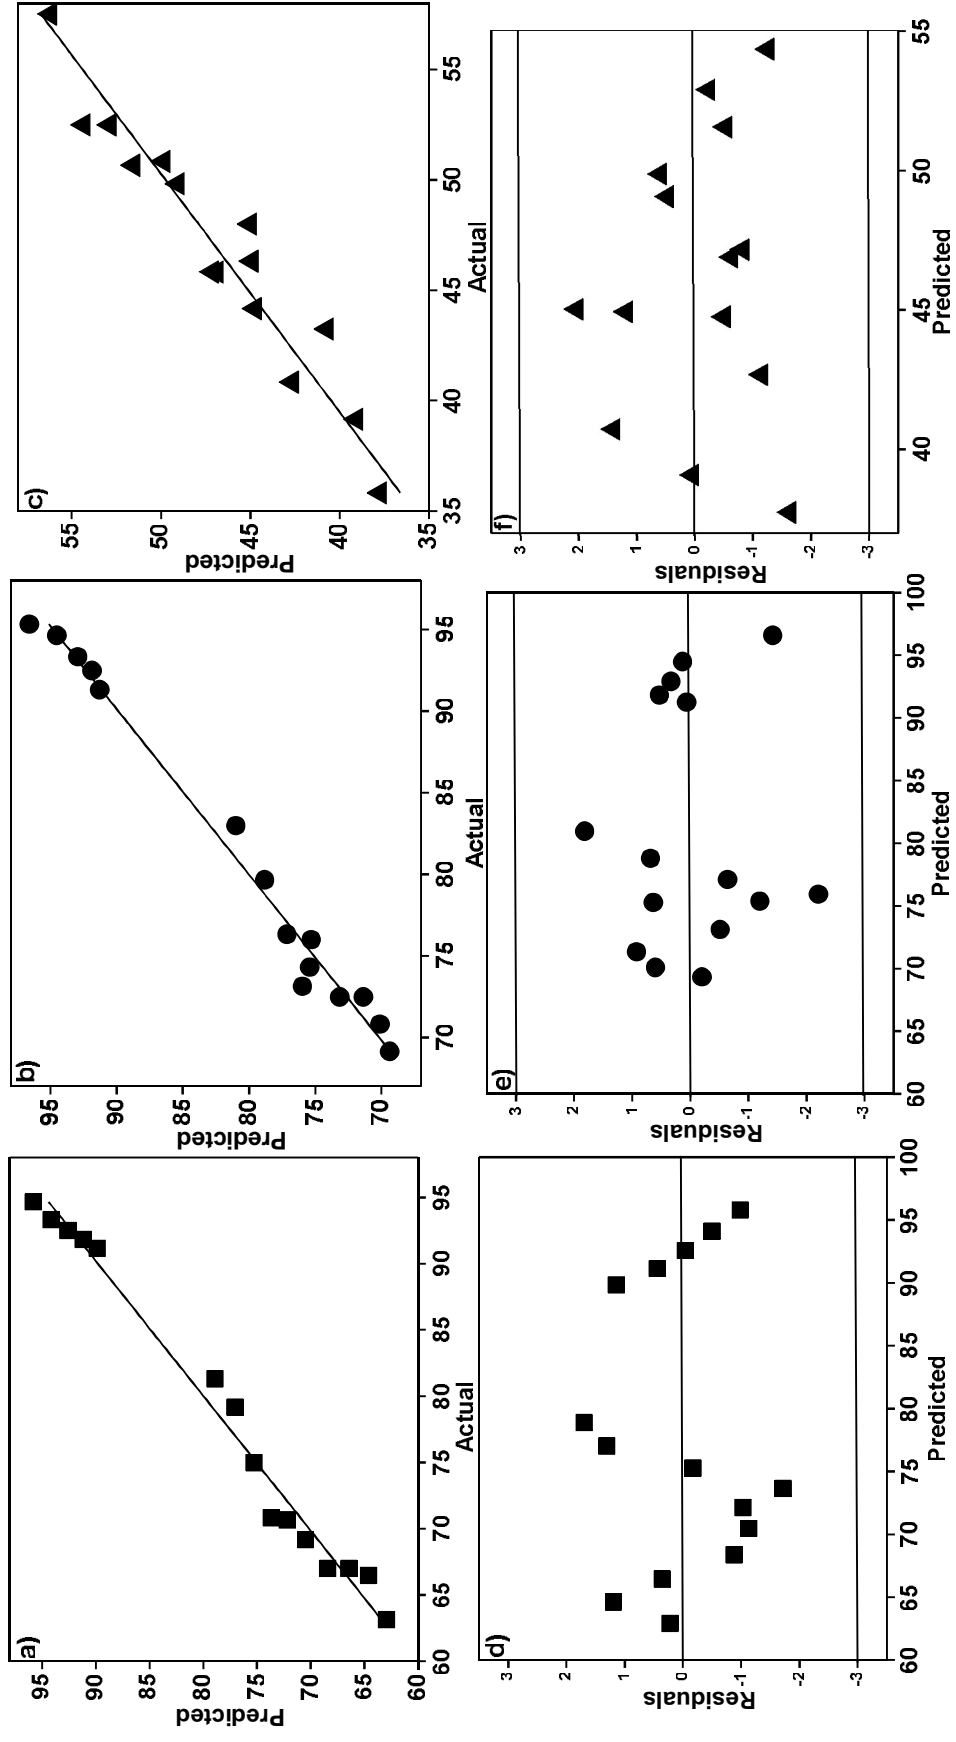 a)
Predicted
95
90
85
80
75
70
65
60
60 65 70 75 80 85 90 95
Actual
b)
Predicted
95
90
85
80
75
70
70 75 80 85 90 95
Actual
c)
Predicted
55
50
45
40
35
35 40 45 50 55
Actual
d)
Residuals
3
2
1
0
-1
-2
-3
60 65 70 75 80 85 90 95 100
Predicted
e)
Residuals
3
2
1
0
-1
-2
-3
60 65 70 75 80 85 90 95 100
Predicted
f)
Residuals
3
2
1
0
-1
-2
-3
40 45 50 55
Predicted